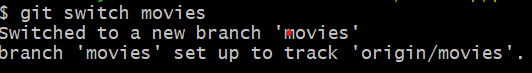 $ git switch movies
Switched to a new branch 'movies'
branch 'movies' set up to track 'origin/movies'.